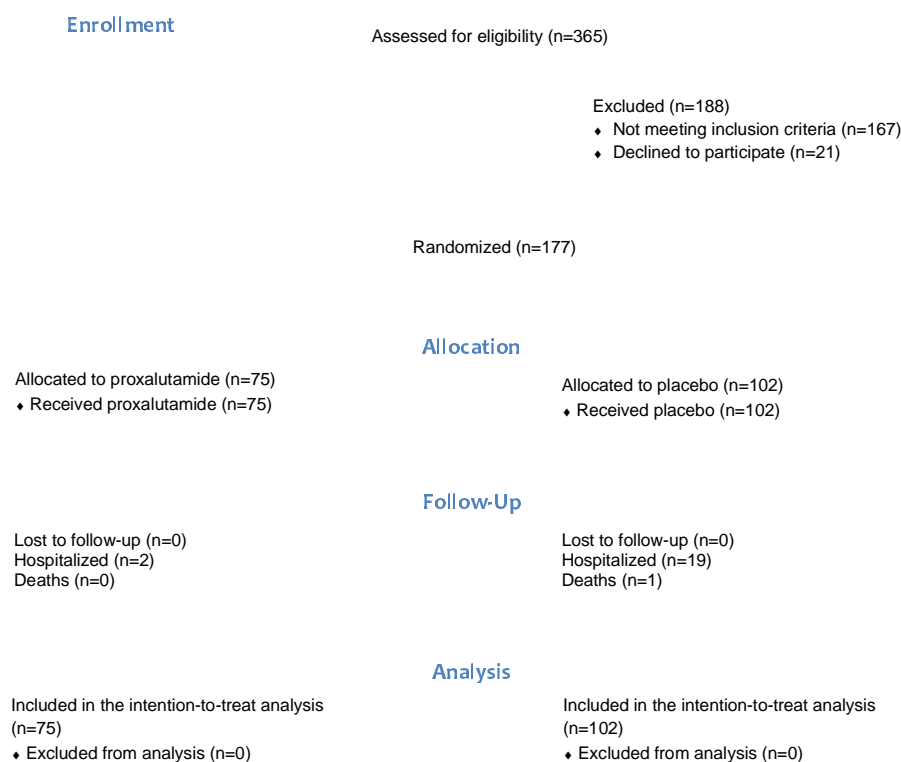 Enrollment
Assessed for eligibility (n=365)
Excluded (n=188)
♦ Not meeting inclusion criteria (n=167)
♦ Declined to participate (n=21)
Randomized (n=177)
Allocation
Allocated to proxalutamide (n=75)
♦ Received proxalutamide (n=75)
Allocated to placebo (n=102)
♦ Received placebo (n=102)
Follow-Up
Lost to follow-up (n=0)
Hospitalized (n=2)
Deaths (n=0)
Lost to follow-up (n=0)
Hospitalized (n=19)
Deaths (n=1)
Analysis
Included in the intention-to-treat analysis
(n=75)
♦ Excluded from analysis (n=0)
Included in the intention-to-treat analysis
(n=102)
♦ Excluded from analysis (n=0)